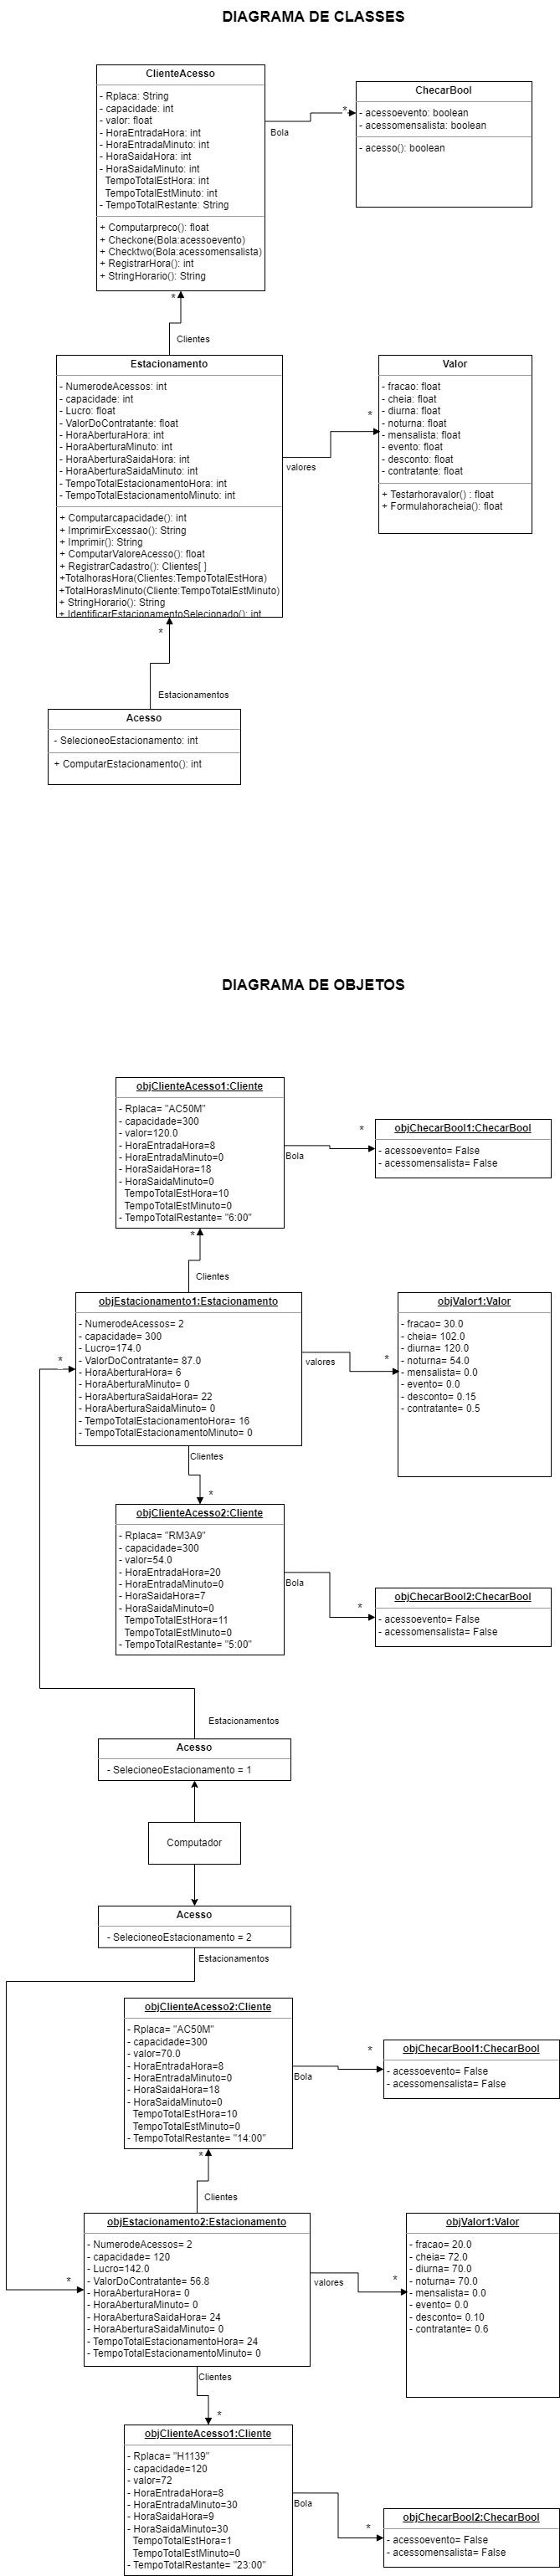 DIAGRAMA DE CLASSES
ClienteAcesso
- Rplaca: String
- capacidade: int
- valor: float
- HoraEntradaHora: int
- HoraEntradaMinuto: int
- HoraSaidaHora: int
- HoraSaidaMinuto: int
TempoTotalEstHora: int
TempoTotalEstMinuto: int
- TempoTotalRestante: String
+ Computarpreco(): float
+ Checkone(Bola:acessoevento)
+ Checktwo(Bola:acessomensalista)
+ RegistrarHora(): int
+ StringHorario(): String
Bola
*
ChecarBool
- acessoevento: boolean
- acessomensalista: boolean
- acesso(): boolean
*
Clientes
Estacionamento
- NumerodeAcessos: int
- capacidade: int
- Lucro: float
- ValorDoContratante: float
- HoraAberturaHora: int
- HoraAberturaMinuto: int
- HoraAberturaSaidaHora: int
- HoraAberturaSaidaMinuto: int
- TempoTotalEstacionamentoHora: int
- TempoTotalEstacionamentoMinuto: int
+ Computarcapacidade(): int
+ ImprimirExcessao(): String
+ Imprimir(): String
+ ComputarValoreAcesso(): float
+ RegistrarCadastro(): Clientes[ ]
+TotalhorasHora(Clientes:TempoTotalEstHora)
+TotalHorasMinuto(Cliente:TempoTotalEstMinuto)
+ StringHorario(): String
+ IdentificarEstacionamentoSelecionado(): int
valores
*
Valor
- fracao: float
- cheia: float
- diurna: float
- noturna: float
- mensalista: float
- evento: float
- desconto: float
- contratante: float
+ Testarhoravalor() : float
+ Formulahoracheia(): float
*
Estacionamentos
Acesso
- SelecioneoEstacionamento: int
+ ComputarEstacionamento(): int
DIAGRAMA DE OBJETOS
objClienteAcesso1:Cliente
- Rplaca= "AC50M"
- capacidade=300
- valor=120.0
- HoraEntradaHora=8
- HoraEntradaMinuto=0
- HoraSaidaHora=18
- HoraSaidaMinuto=0
TempoTotalEstHora=10
TempoTotalEstMinuto=0
- TempoTotalRestante= "6:00"
Bola
*
objChecarBool1:ChecarBool
- acessoevento= False
- acessomensalista= False
*
Clientes
objEstacionamento1:Estacionamento
- NumerodeAcessos= 2
- capacidade= 300
- Lucro=174.0
- ValorDoContratante= 87.0
- HoraAberturaHora= 6
- HoraAberturaMinuto= 0
- HoraAberturaSaidaHora= 22
- HoraAberturaSaidaMinuto= 0
- TempoTotalEstacionamentoHora= 16
- TempoTotalEstacionamentoMinuto= 0
*
valores
*
objValor1:Valor
- fracao= 30.0
- cheia= 102.0
- diurna= 120.0
- noturna= 54.0
- mensalista= 0.0
- evento= 0.0
- desconto= 0.15
- contratante= 0.5
Clientes
*
objClienteAcesso2:Cliente
- Rplaca= "RM3A9"
- capacidade=300
- valor=54.0
- HoraEntradaHora=20
- HoraEntradaMinuto=0
- HoraSaidaHora=7
- HoraSaidaMinuto=0
TempoTotalEstHora=11
TempoTotalEstMinuto=0
- TempoTotalRestante= "5:00"
Bola
*
objChecarBool2:ChecarBool
- acessoevento= False
- acessomensalista= False
Estacionamentos
Acesso
- SelecioneoEstacionamento = 1
Computador
Acesso
- SelecioneoEstacionamento = 2
Estacionamentos
objClienteAcesso2:Cliente
- Rplaca= "AC50M"
- capacidade=300
- valor=70.0
- HoraEntradaHora=8
- HoraEntradaMinuto=0
- HoraSaidaHora=18
- HoraSaidaMinuto=0
TempoTotalEstHora=10
TempoTotalEstMinuto=0
- TempoTotalRestante= "14:00"
Bola
*
objChecarBool1:ChecarBool
- acessoevento= False
- acessomensalista= False
*
Clientes
objEstacionamento2:Estacionamento
- NumerodeAcessos= 2
- capacidade= 120
- Lucro=142.0
- ValorDoContratante= 56.8
- HoraAberturaHora= 0
- HoraAberturaMinuto= 0
- HoraAberturaSaidaHora= 24
- HoraAberturaSaidaMinuto= 0
- TempoTotalEstacionamentoHora= 24
- TempoTotalEstacionamentoMinuto= 0
*
valores
*
objValor1:Valor
- fracao= 20.0
- cheia= 72.0
- diurna= 70.0
- noturna= 70.0
- mensalista= 0.0
- evento= 0.0
- desconto= 0.10
- contratante= 0.6
Clientes
*
objClienteAcesso1:Cliente
- Rplaca= "H1139"
- capacidade=120
- valor=72
- HoraEntradaHora=8
- HoraEntradaMinuto=30
- HoraSaidaHora=9
- HoraSaidaMinuto=30
TempoTotalEstHora=1
TempoTotalEstMinuto=0
- TempoTotalRestante= "23:00"
Bola
*
objChecarBool2:ChecarBool
- acessoevento= False
- acessomensalista= False